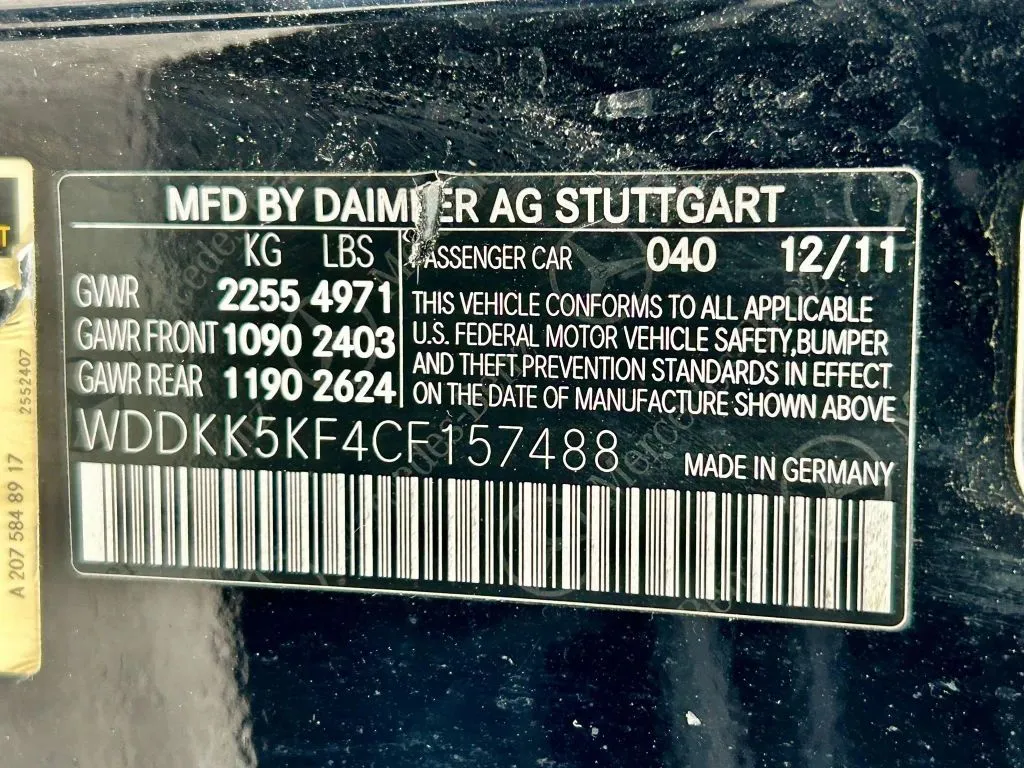 MFD BY DAIMLER AG STUTTGART
KG LBS
GVWR 2255 4971
GAWR FRONT 1090 2403
GAWR REAR 1190 2624
PASSENGER CAR 040 12/11
THIS VEHICLE CONFORMS TO ALL APPLICABLE
U.S. FEDERAL MOTOR VEHICLE SAFETY,BUMPER
AND THEFT PREVENTION STANDARDS IN EFFECT
ON THE DATE OF MANUFACTURE SHOWN ABOVE
WDDKK5KF4CF157488
MADE IN GERMANY
2552407
A 207 584 89 17